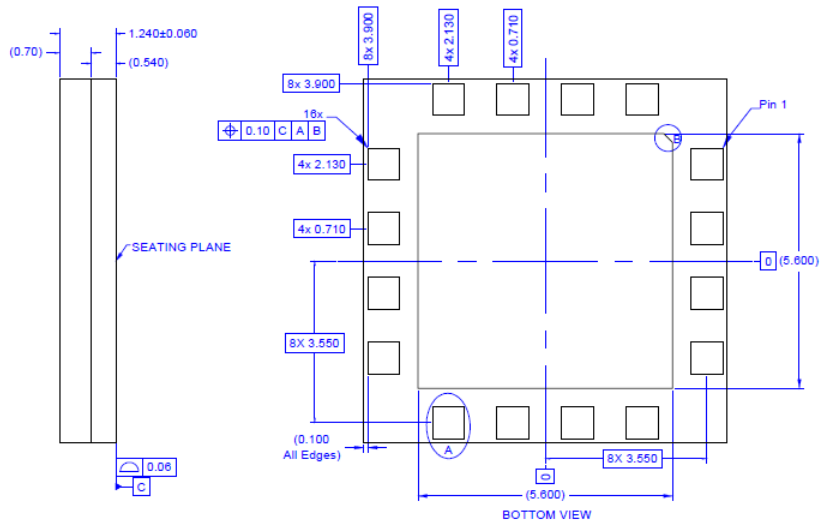 1.240±0.060
(0.70)
(0.540)
8x 3.900
4x 2.130
4x 0.710
8x 3.900
16x
0.10 C A B
Pin 1
B
4x 2.130
4x 0.710
SEATING PLANE
0 (5.600)
8X 3.550
(0.100
All Edges)
A
8X 3.550
0.06
C
0
(5.600)
BOTTOM VIEW